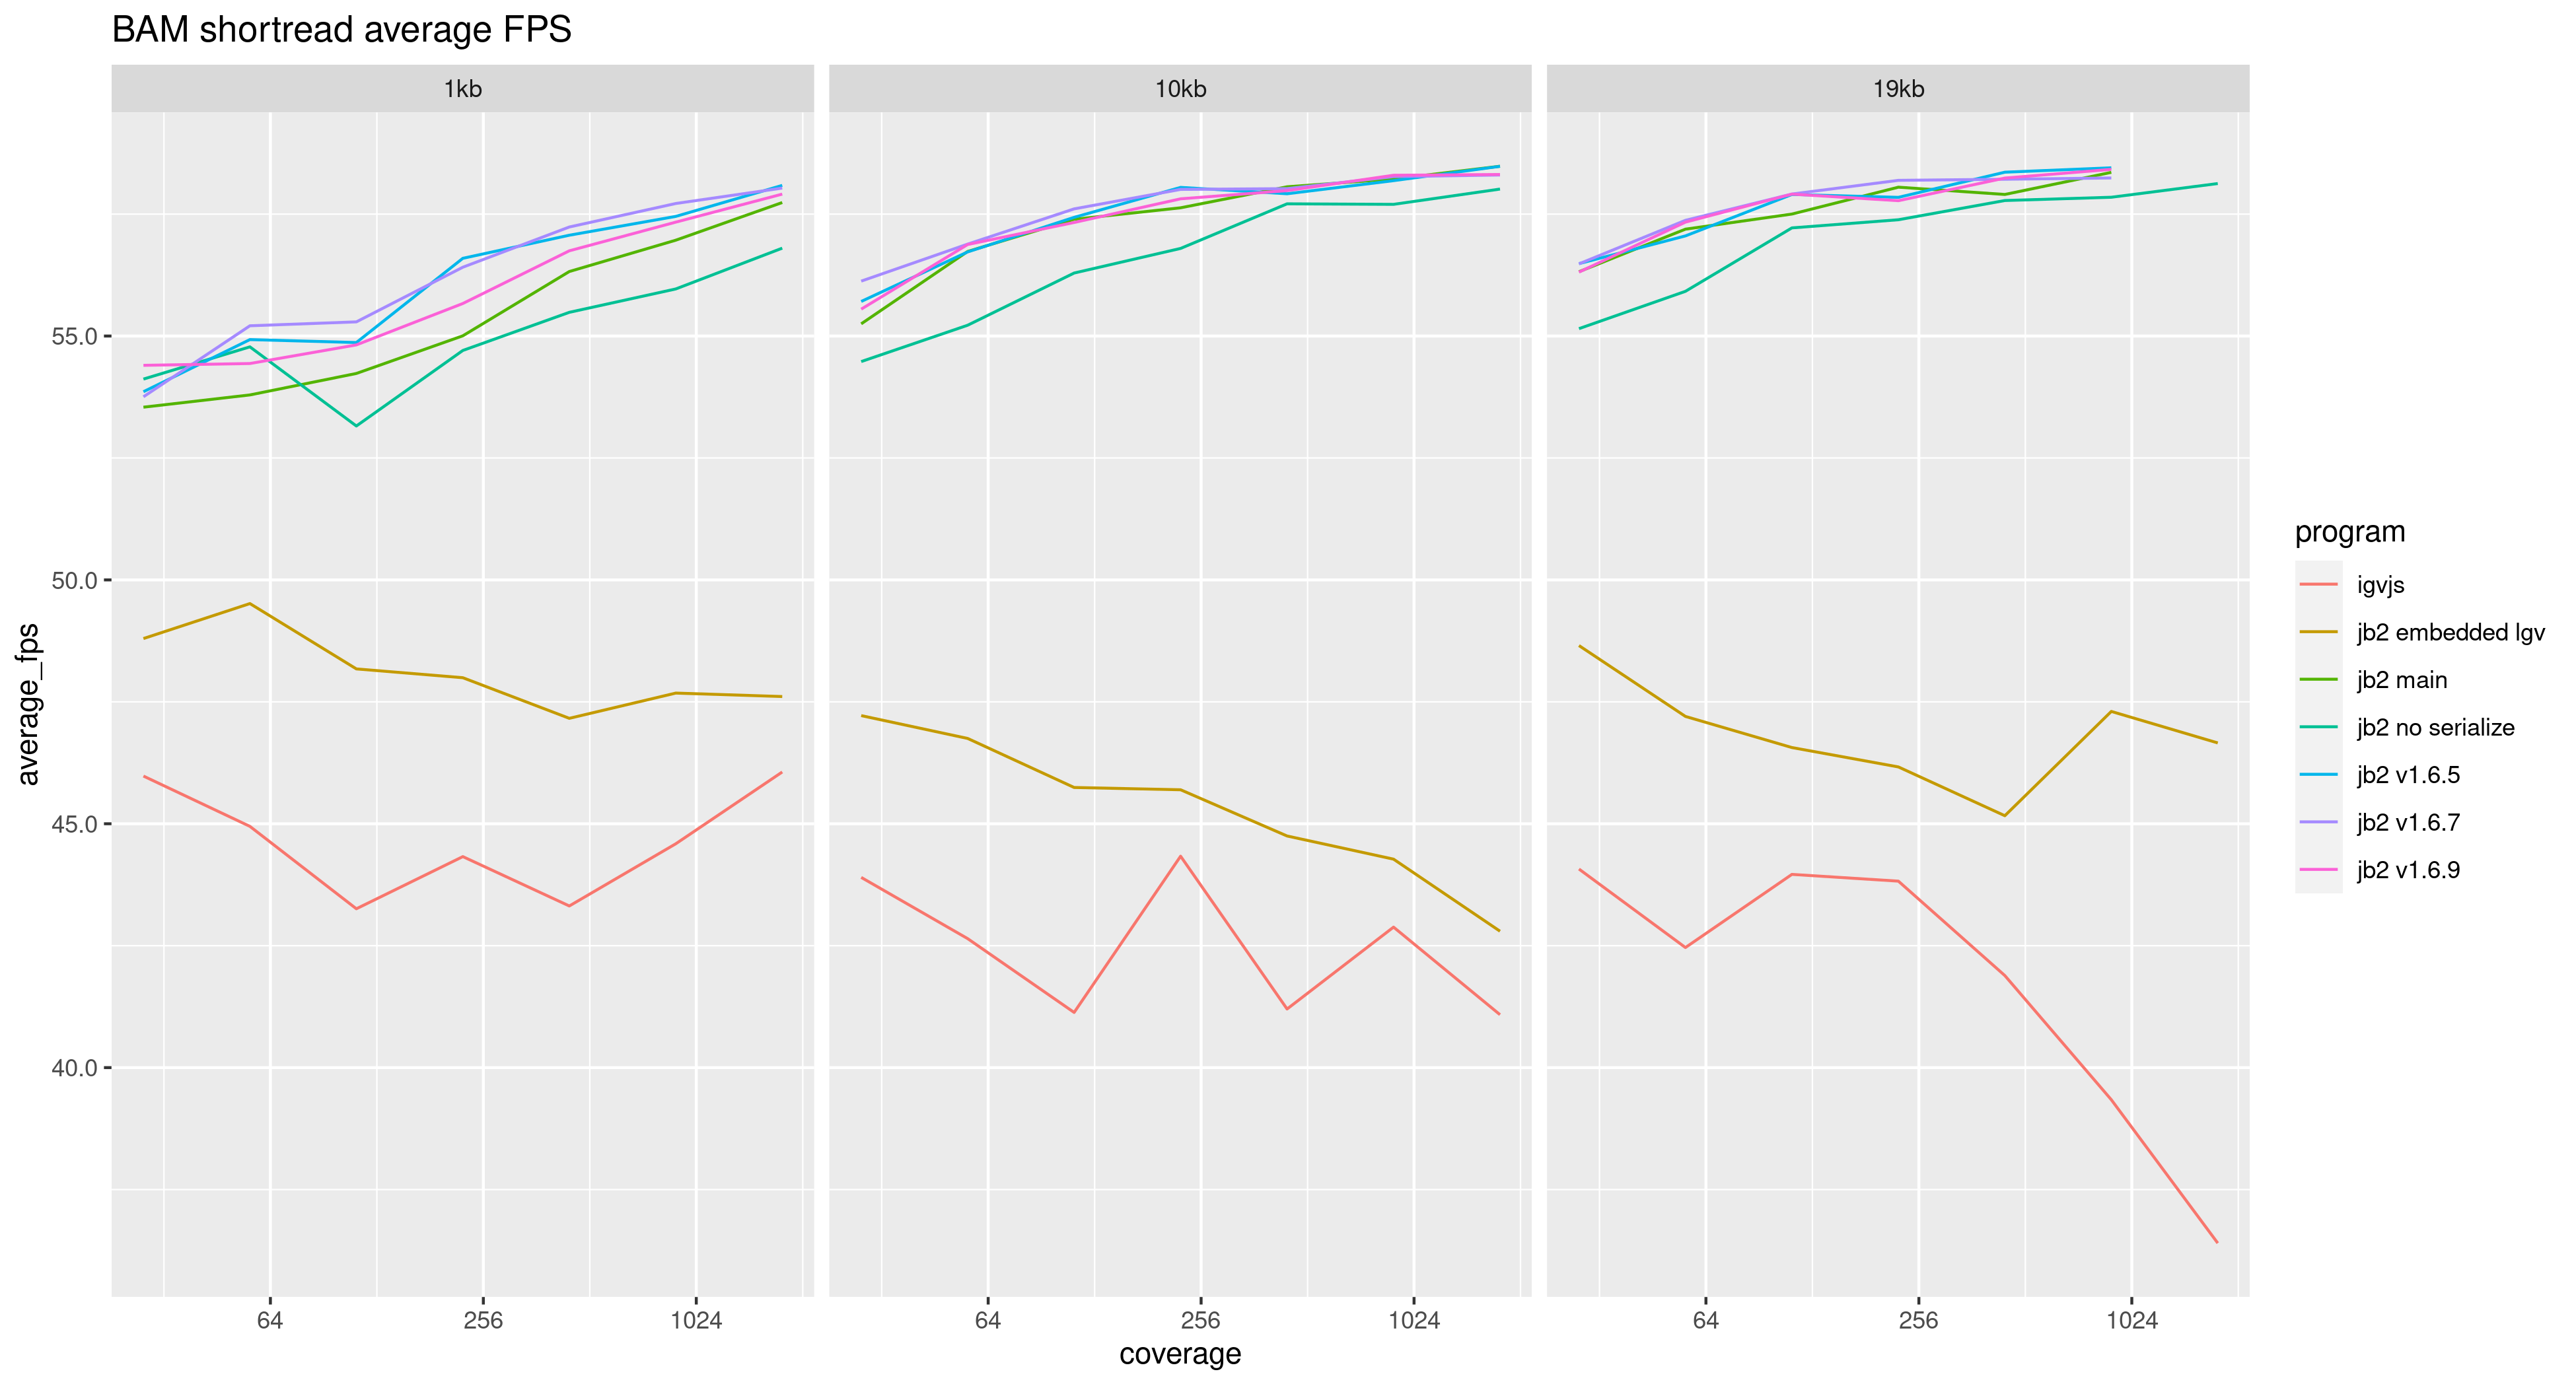 BAM shortread average FPS
1kb
10kb
19kb
average_fps
55.0
50.0
45.0
40.0
64
256
1024
64
256
1024
64
256
1024
coverage
program
igvjs
jb2 embedded lgv
jb2 main
jb2 no serialize
jb2 v1.6.5
jb2 v1.6.7
jb2 v1.6.9